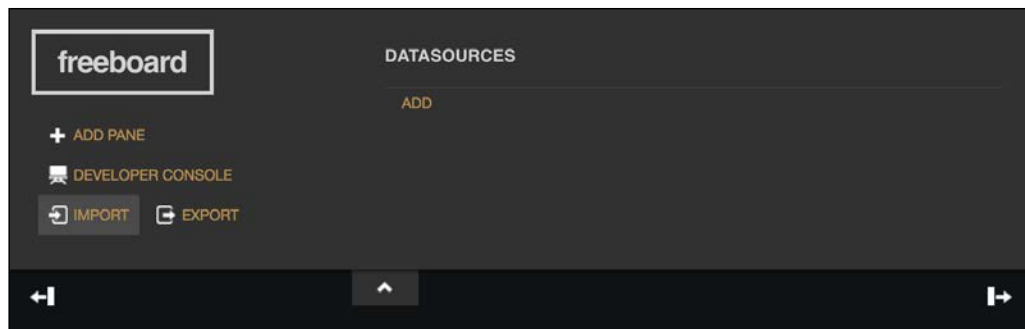 freeboard
DATASOURCES
ADD
ADD PANE
DEVELOPER CONSOLE
IMPORT EXPORT